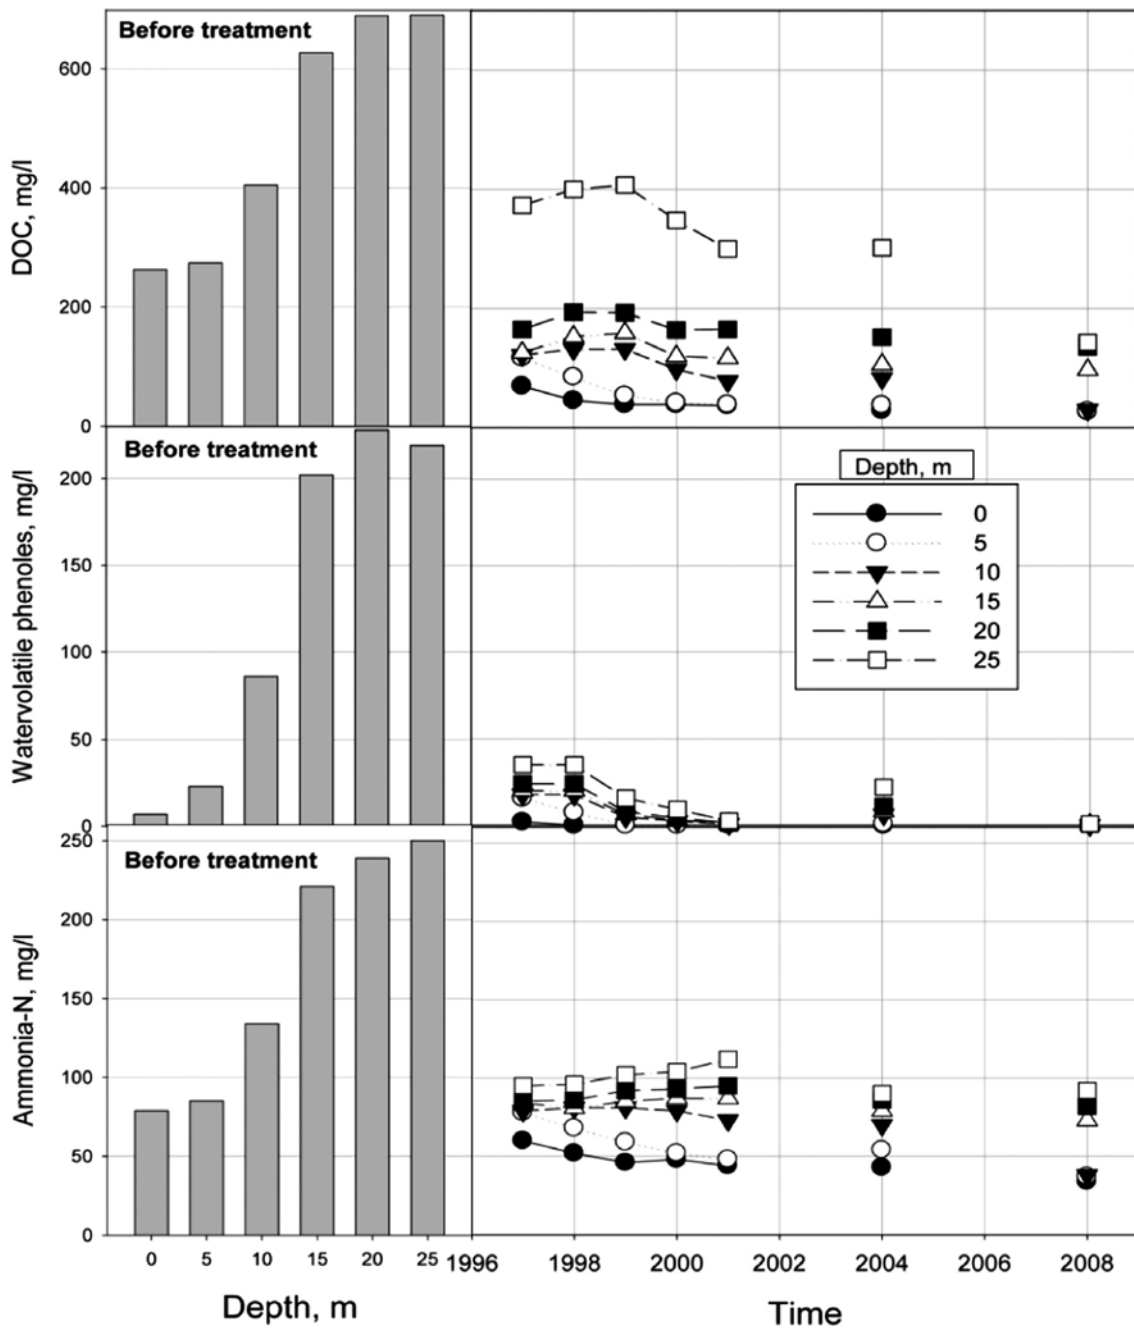 Before treatment
600
400
200
0
DOC, mg/l
Before treatment
200
150
100
50
0
Watervolatile phenoles, mg/l
Depth, m
0
5
10
15
20
25
Before treatment
250
200
150
100
50
0
Ammonia-N, mg/l
0 5 10 15 20 25
1996 1998 2000 2002 2004 2006 2008
Depth, m
Time